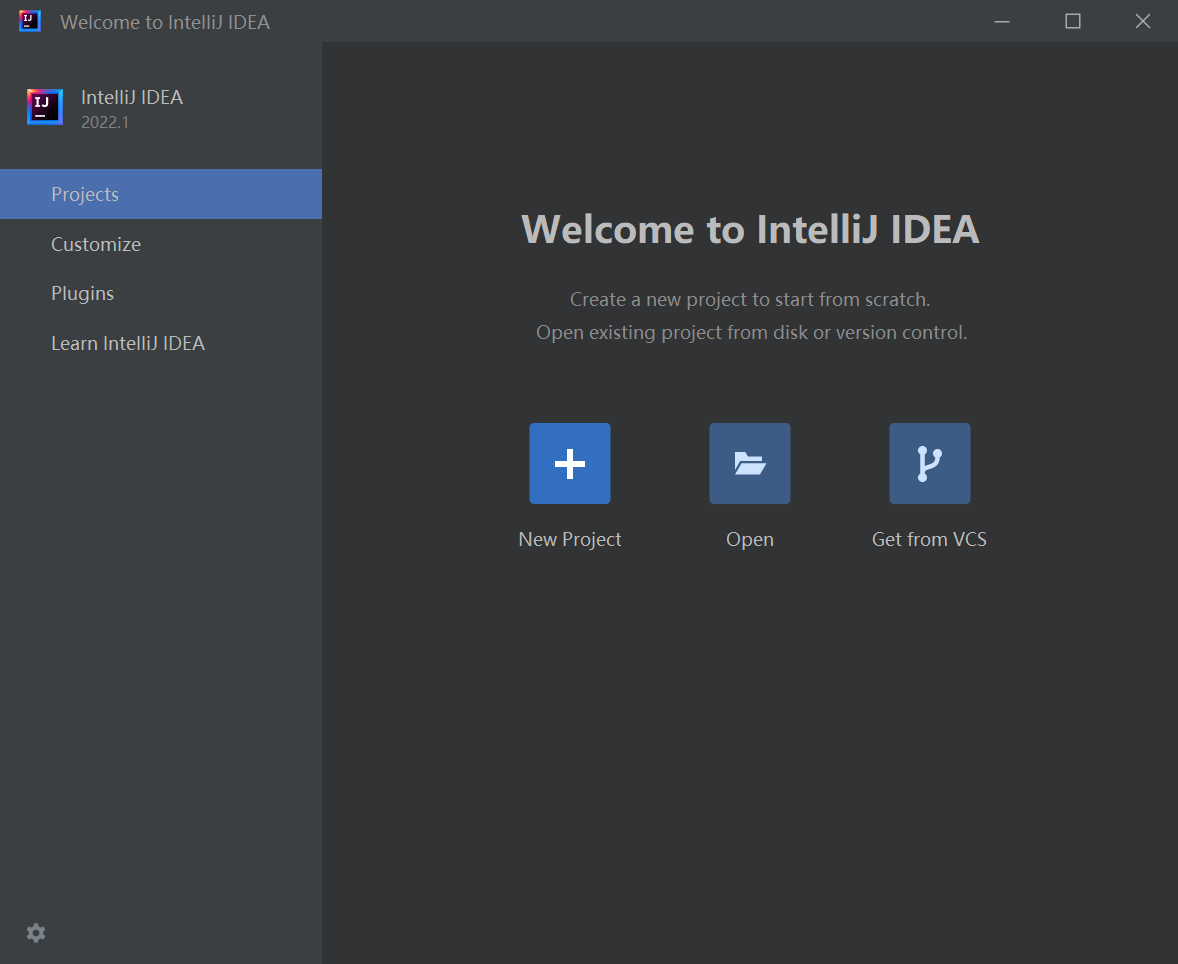 Welcome to IntelliJ IDEA
IntelliJ IDEA
2022.1
Projects
Customize
Plugins
Learn IntelliJ IDEA
Welcome to IntelliJ IDEA
Create a new project to start from scratch.
Open existing project from disk or version control.
New Project
Open
Get from VCS